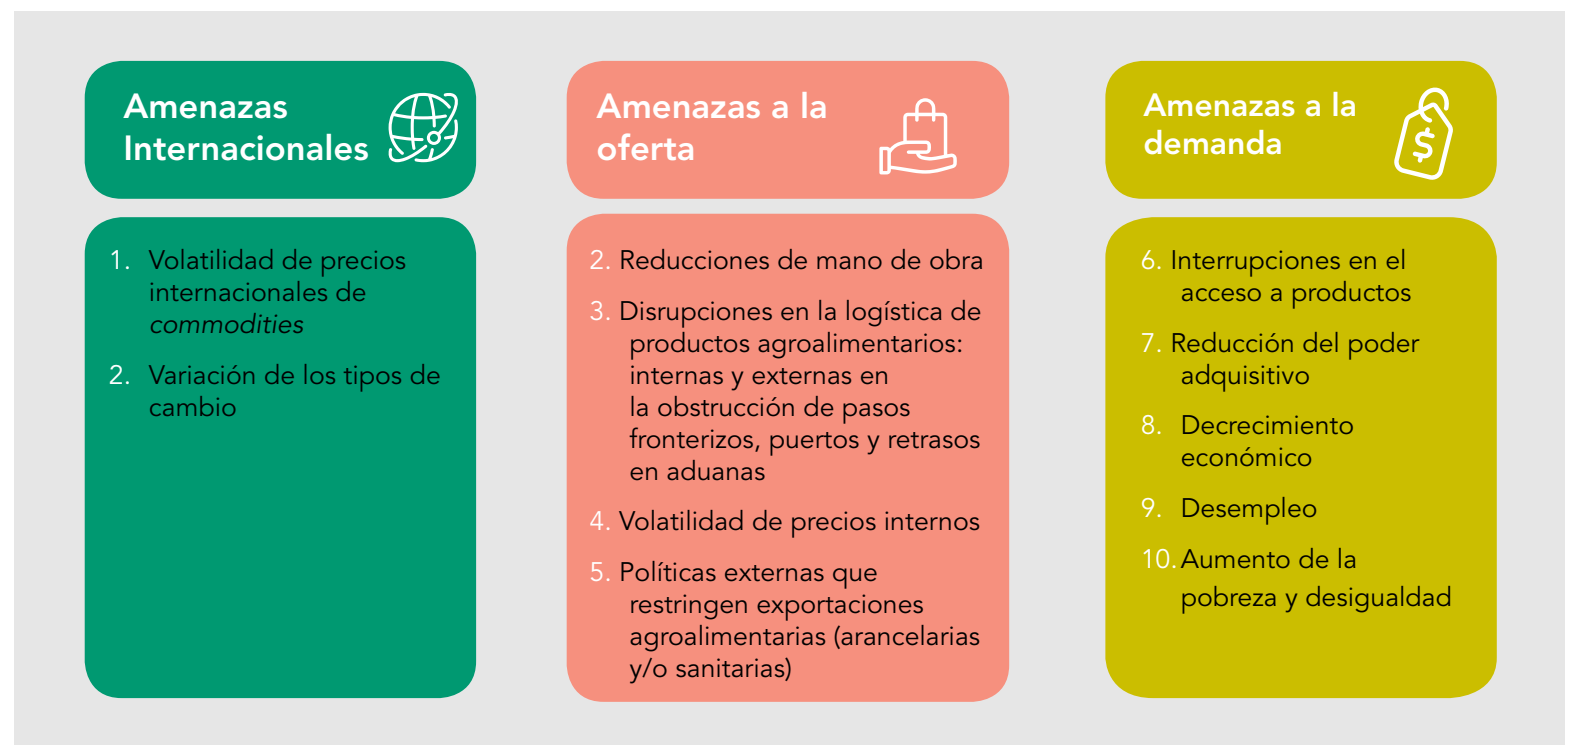 Amenazas
Internacionales
1. Volatilidad de precios
internacionales de
commodities
2. Variación de los tipos de
cambio
Amenazas a la
oferta
2. Reducciones de mano de obra
3. Disrupciones en la logística de
productos agroalimentarios:
internas y externas en
la obstrucción de pasos
fronterizos, puertos y retrasos
en aduanas
4. Volatilidad de precios internos
5. Políticas externas que
restringen exportaciones
agroalimentarias (arancelarias
y/o sanitarias)
Amenazas a la
demanda
$
6. Interrupciones en el
acceso a productos
7. Reducción del poder
adquisitivo
8. Decrecimiento
económico
9. Desempleo
10. Aumento de la
pobreza y desigualdad